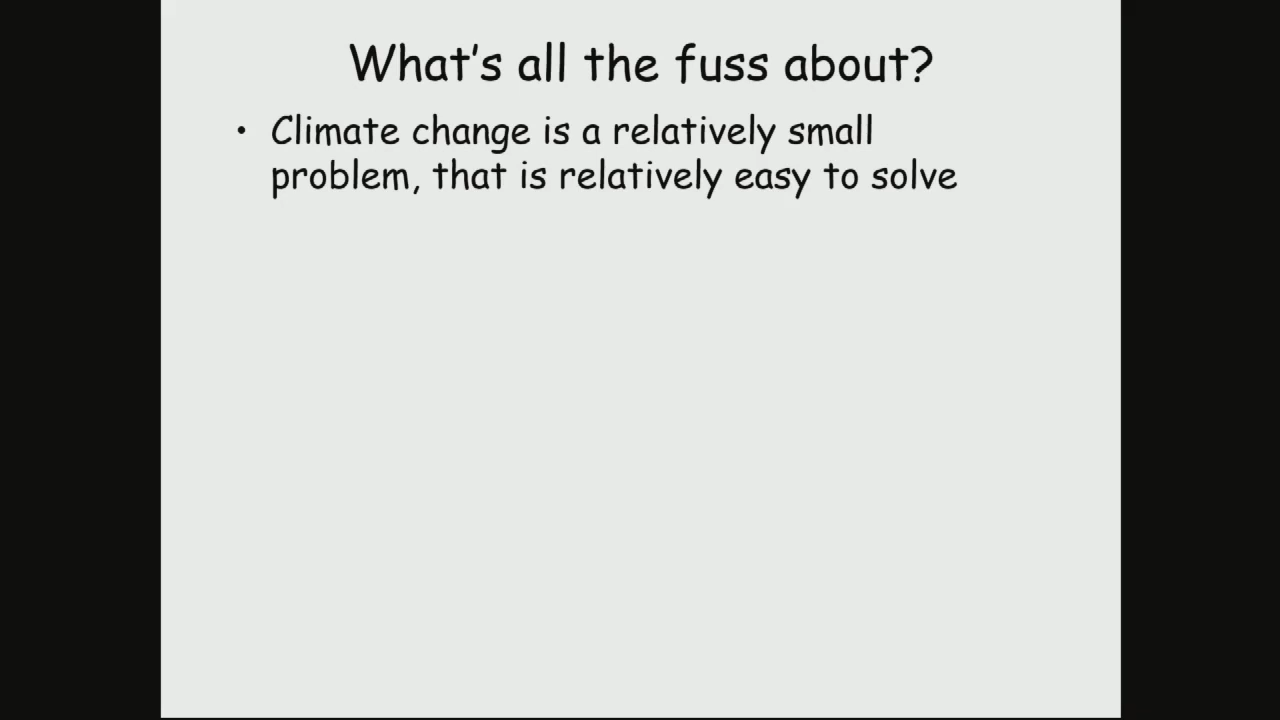 What's all the fuss about?
• Climate change is a relatively small
problem, that is relatively easy to solve